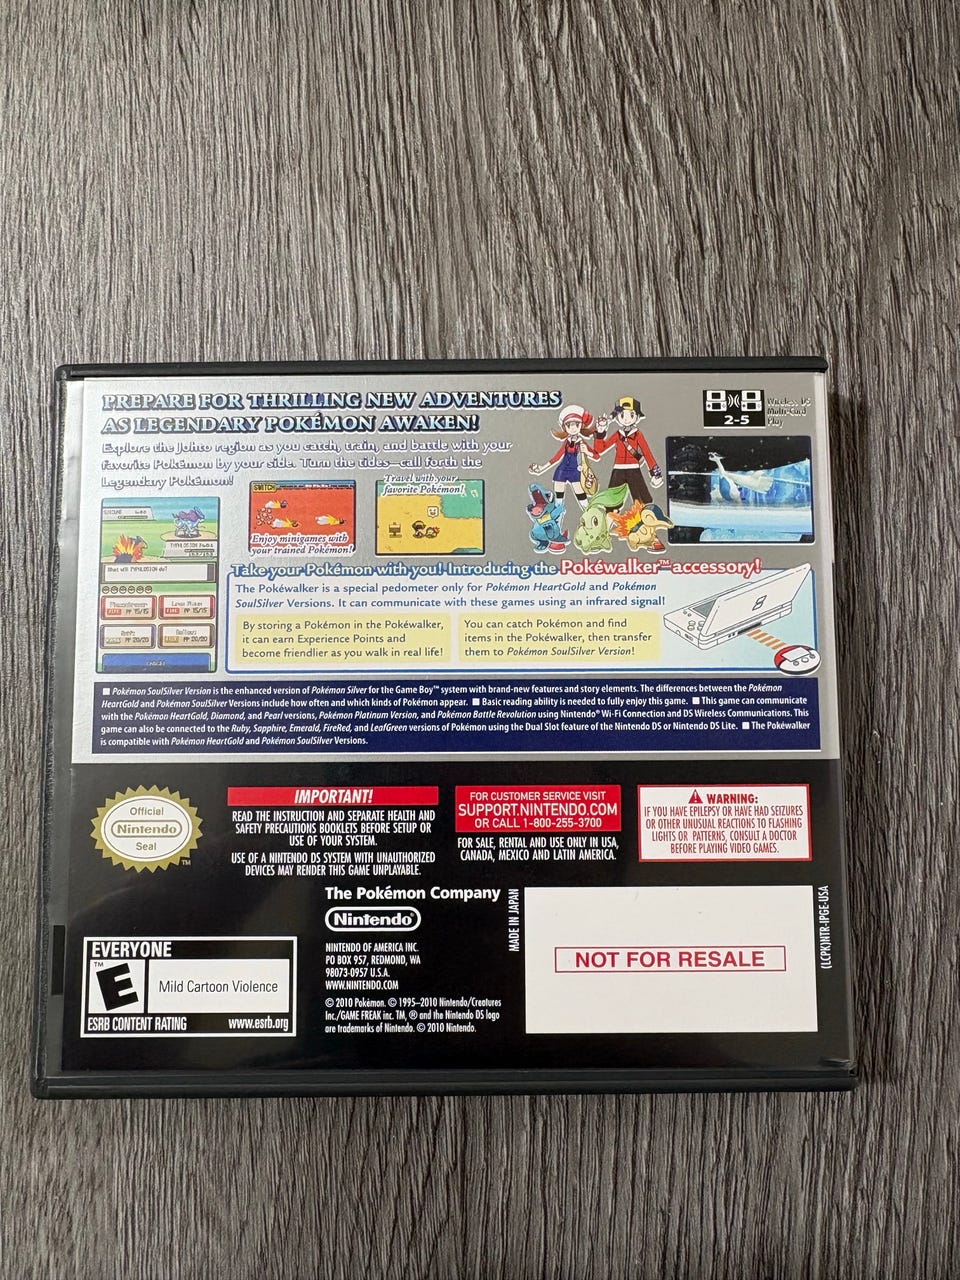 PREPARE FOR THRILLING NEW ADVENTURES
AS LEGENDARY POKÉMON AWAKEN!
Explore the Johto region as you catch, train, and battle with your
favorite Pokémon by your side. Turn the tides—call forth the
Legendary Pokémon!
Wireless DS
Multi-Card
Play
2-5
SWITCH
Enjoy minigames with
your trained Pokémon!
Travel with your
favorite Pokémon!
Take your Pokémon with you! Introducing the Pokéwalker™ accessory!
The Pokéwalker is a special pedometer only for Pokémon HeartGold and Pokémon
SoulSilver Versions. It can communicate with these games using an infrared signal!
By storing a Pokémon in the Pokéwalker,
it can earn Experience Points and
become friendlier as you walk in real life!
You can catch Pokémon and find
items in the Pokéwalker, then transfer
them to Pokémon SoulSilver Version!
■ Pokémon SoulSilver Version is the enhanced version of Pokémon Silver for the Game Boy™ system with brand-new features and story elements. The differences between the Pokémon
HeartGold and Pokémon SoulSilver Versions include how often and which kinds of Pokémon appear. ■ Basic reading ability is needed to fully enjoy this game. ■ This game can communicate
with the Pokémon HeartGold, Diamond, and Pearl versions, Pokémon Platinum Version, and Pokémon Battle Revolution using Nintendo® Wi-Fi Connection and DS Wireless Communications. This
game can also be connected to the Ruby, Sapphire, Emerald, FireRed, and LeafGreen versions of Pokémon using the Dual Slot feature of the Nintendo DS or Nintendo DS Lite. ■ The Pokéwalker
is compatible with Pokémon HeartGold and Pokémon SoulSilver Versions.
Official
Nintendo
Seal
™
IMPORTANT!
READ THE INSTRUCTION AND SEPARATE HEALTH AND
SAFETY PRECAUTIONS BOOKLETS BEFORE SETUP OR
USE OF YOUR SYSTEM.
USE OF A NINTENDO DS SYSTEM WITH UNAUTHORIZED
DEVICES MAY RENDER THIS GAME UNPLAYABLE.
FOR CUSTOMER SERVICE VISIT
SUPPORT.NINTENDO.COM
OR CALL 1-800-255-3700
FOR SALE, RENTAL AND USE ONLY IN USA,
CANADA, MEXICO AND LATIN AMERICA.
WARNING:
IF YOU HAVE EPILEPSY OR HAVE HAD SEIZURES
OR OTHER UNUSUAL REACTIONS TO FLASHING
LIGHTS OR PATTERNS, CONSULT A DOCTOR
BEFORE PLAYING VIDEO GAMES.
The Pokémon Company
Nintendo®
NINTENDO OF AMERICA INC.
PO BOX 957, REDMOND, WA
98073-0957 U.S.A.
WWW.NINTENDO.COM
© 2010 Pokémon. © 1995–2010 Nintendo/Creatures
Inc./GAME FREAK inc. TM, ® and the Nintendo DS logo
are trademarks of Nintendo. © 2010 Nintendo.
MADE IN JAPAN
NOT FOR RESALE
(LCPK)NTR-IPGE-USA
EVERYONE
™
E
Mild Cartoon Violence
ESRB CONTENT RATING www.esrb.org